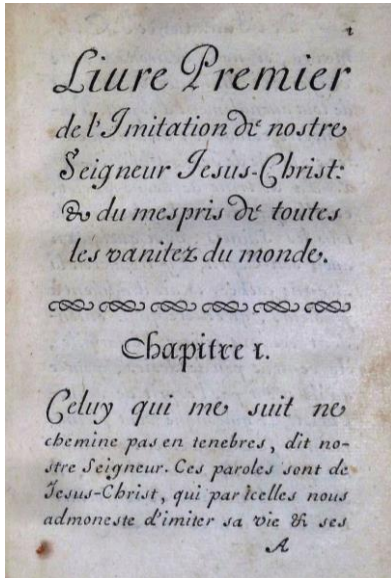 1
Liure Premier
de l'Imitation de nostre
Seigneur Jesus-Christ:
& du mespris de toutes
les vanitez du monde.
Chapitre 1.
Celuy qui me suit ne
chemine pas en tenebres, dit no-
stre Seigneur. Ces paroles sont de
Jesus-Christ, qui par icelles nous
admoneste d'imiter sa vie & ses
A